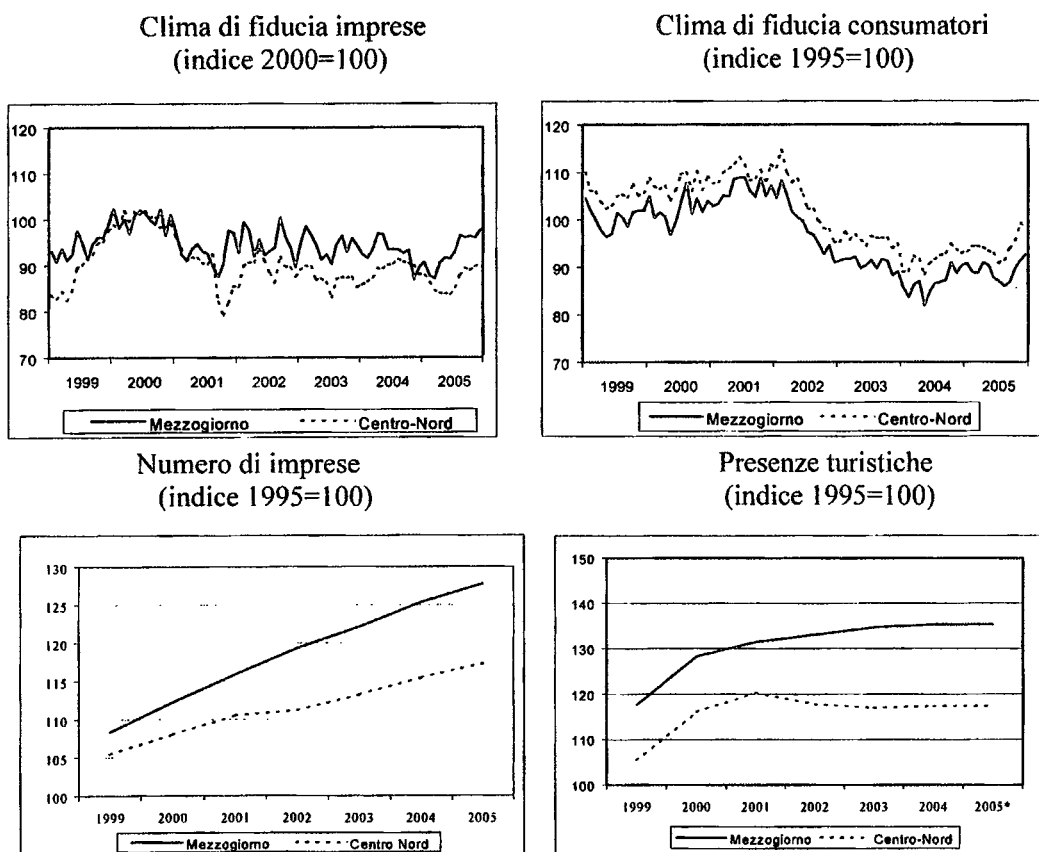 Clima di fiducia imprese
(indice 2000=100)
120
110
100
90
80
70
1999 2000 2001 2002 2003 2004 2005
Mezzogiorno Centro-Nord
Clima di fiducia consumatori
(indice 1995=100)
120
110
100
90
80
70
1999 2000 2001 2002 2003 2004 2005
Mezzogiorno Centro-Nord
Numero di imprese
(indice 1995=100)
130
125
120
115
110
105
100
1999 2000 2001 2002 2003 2004 2005
Mezzogiorno Centro Nord
Presenze turistiche
(indice 1995=100)
150
140
130
120
110
100
1999 2000 2001 2002 2003 2004 2005*
Mezzogiorno Centro-Nord